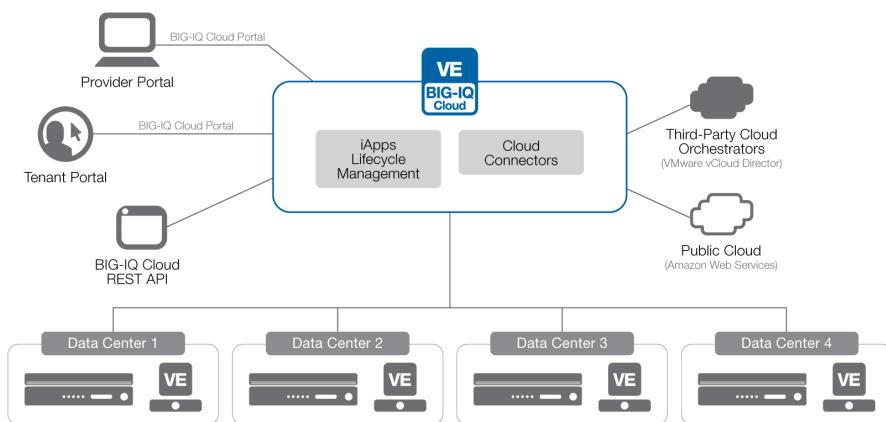 BIG-IQ Cloud Portal
Provider Portal
BIG-IQ Cloud Portal
Tenant Portal
BIG-IQ Cloud
REST API
VE
BIG-IQ
Cloud
iApps
Lifecycle
Management
Cloud
Connectors
Third-Party Cloud
Orchestrators
(VMware vCloud Director)
Public Cloud
(Amazon Web Services)
Data Center 1
VE
Data Center 2
VE
Data Center 3
VE
Data Center 4
VE